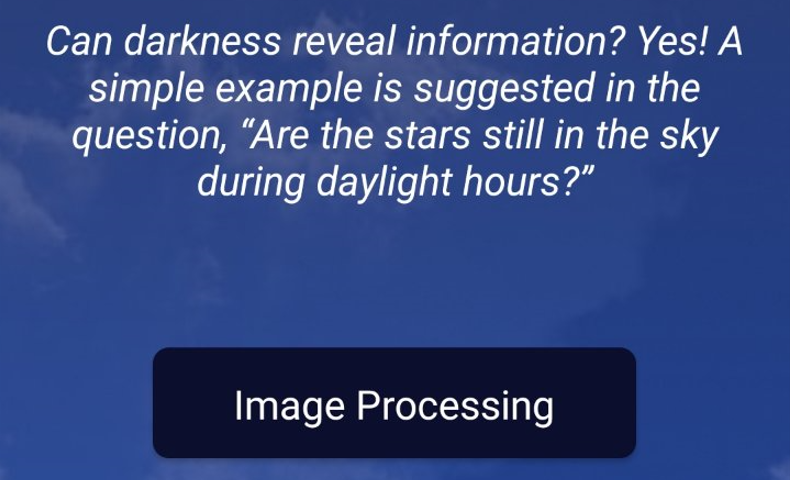 Can darkness reveal information? Yes! A
simple example is suggested in the
question, “Are the stars still in the sky
during daylight hours?”
Image Processing